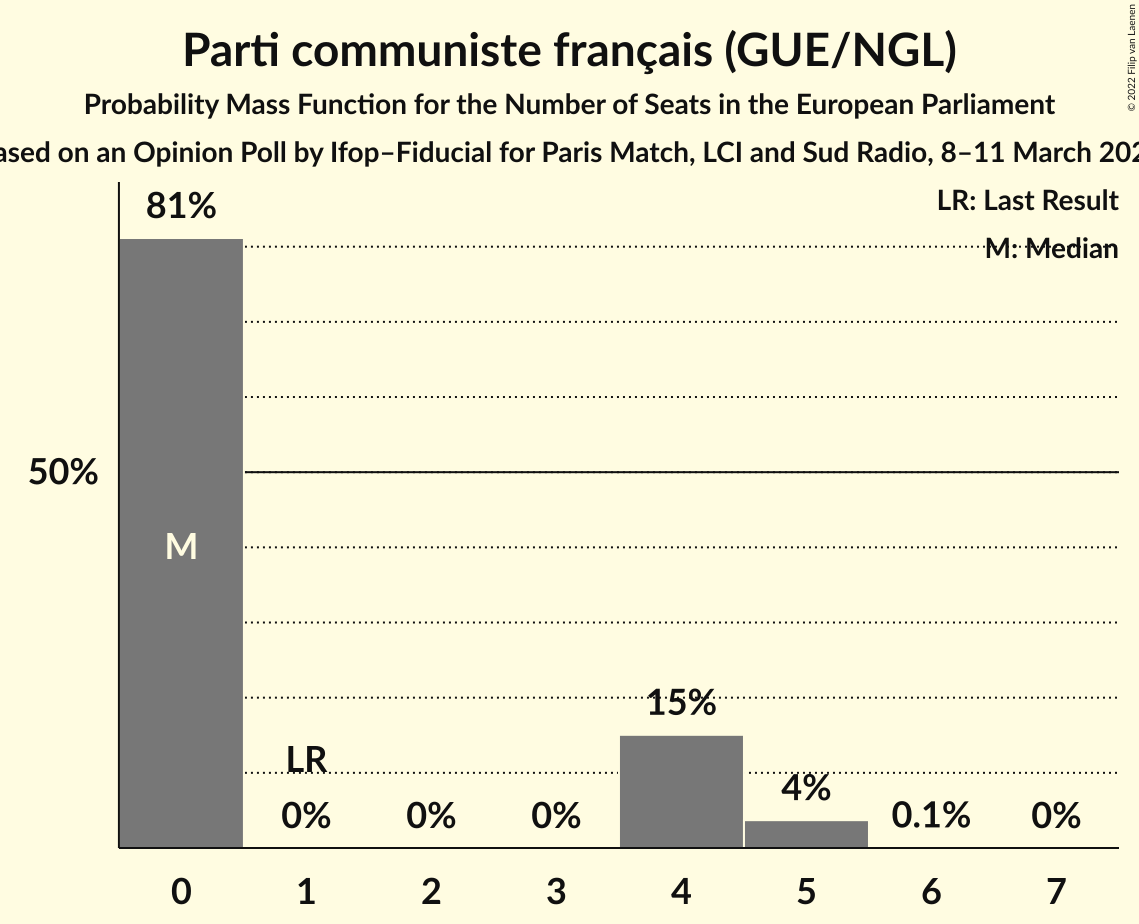 Parti communiste français (GUE/NGL)
Probability Mass Function for the Number of Seats in the European Parliament
ased on an Opinion Poll by Ifop–Fiducial for Paris Match, LCI and Sud Radio, 8–11 March 202
© 2022 Filip van Laenen
LR: Last Result
M: Median
81%
50%
M
15%
LR
4%
0% 0% 0% 0.1% 0%
0 1 2 3 4 5 6 7